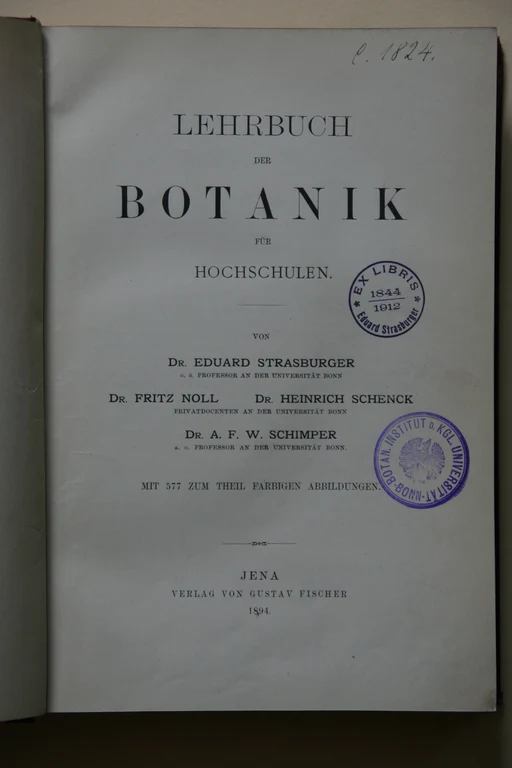 C. 1824.
LEHRBUCH
DER
BOTANIK
FÜR
HOCHSCHULEN.
★ EX LIBRIS ★
1844
1912
Eduard Strasburger
VON
DR. EDUARD STRASBURGER
O. Ö. PROFESSOR AN DER UNIVERSITÄT BONN
DR. FRITZ NOLL DR. HEINRICH SCHENCK
PRIVATDOCENTEN AN DER UNIVERSITÄT BONN
DR. A. F. W. SCHIMPER
A. O. PROFESSOR AN DER UNIVERSITÄT BONN.
BOTAN. INSTITUT D. KGL. UNIVERSITÄT
BONN
MIT 577 ZUM THEIL FARBIGEN ABBILDUNGEN.
JENA
VERLAG VON GUSTAV FISCHER
1894.